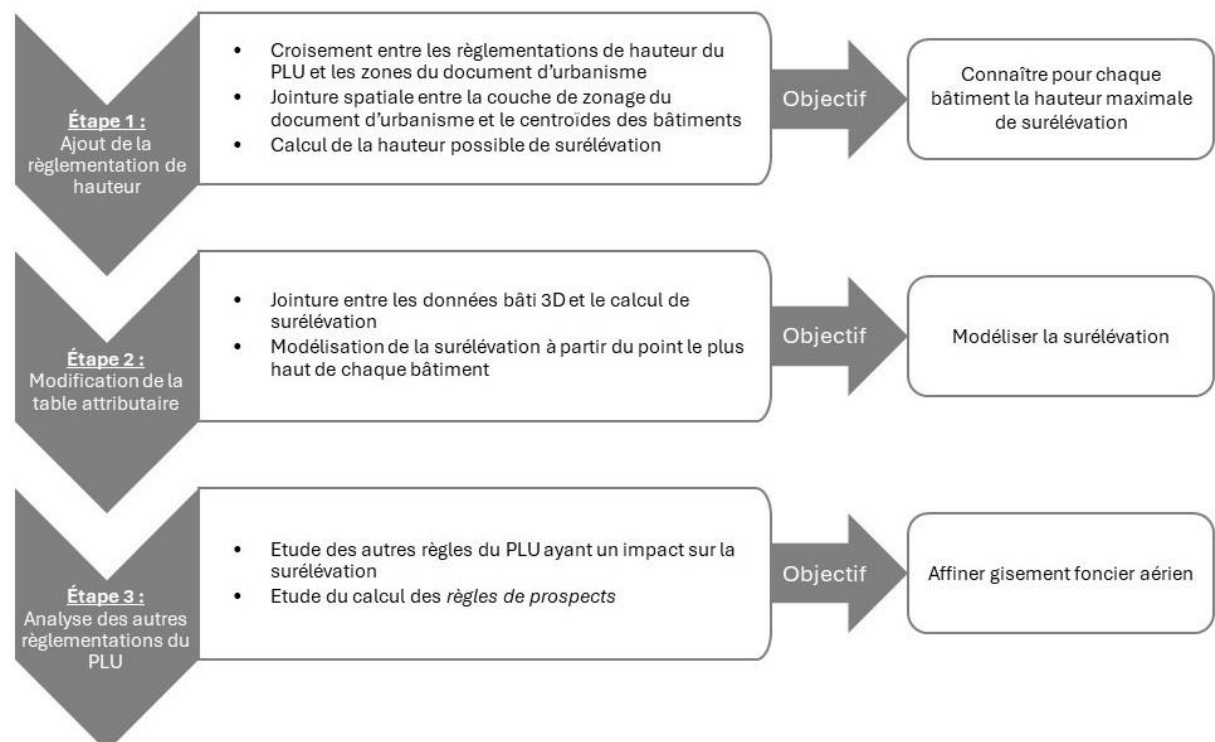 Étape 1 :
Ajout de la
règlementation de
hauteur
• Croisement entre les règlementations de hauteur du
PLU et les zones du document d’urbanisme
• Jointure spatiale entre la couche de zonage du
document d’urbanisme et le centroïdes des bâtiments
• Calcul de la hauteur possible de surélévation
Objectif
Connaître pour chaque
bâtiment la hauteur maximale
de surélévation
Étape 2 :
Modification de la
table attributaire
• Jointure entre les données bâti 3D et le calcul de
surélévation
• Modélisation de la surélévation à partir du point le plus
haut de chaque bâtiment
Objectif
Modéliser la surélévation
Étape 3 :
Analyse des autres
règlementations du
PLU
• Etude des autres règles du PLU ayant un impact sur la
surélévation
• Etude du calcul des règles de prospects
Objectif
Affiner gisement foncier aérien